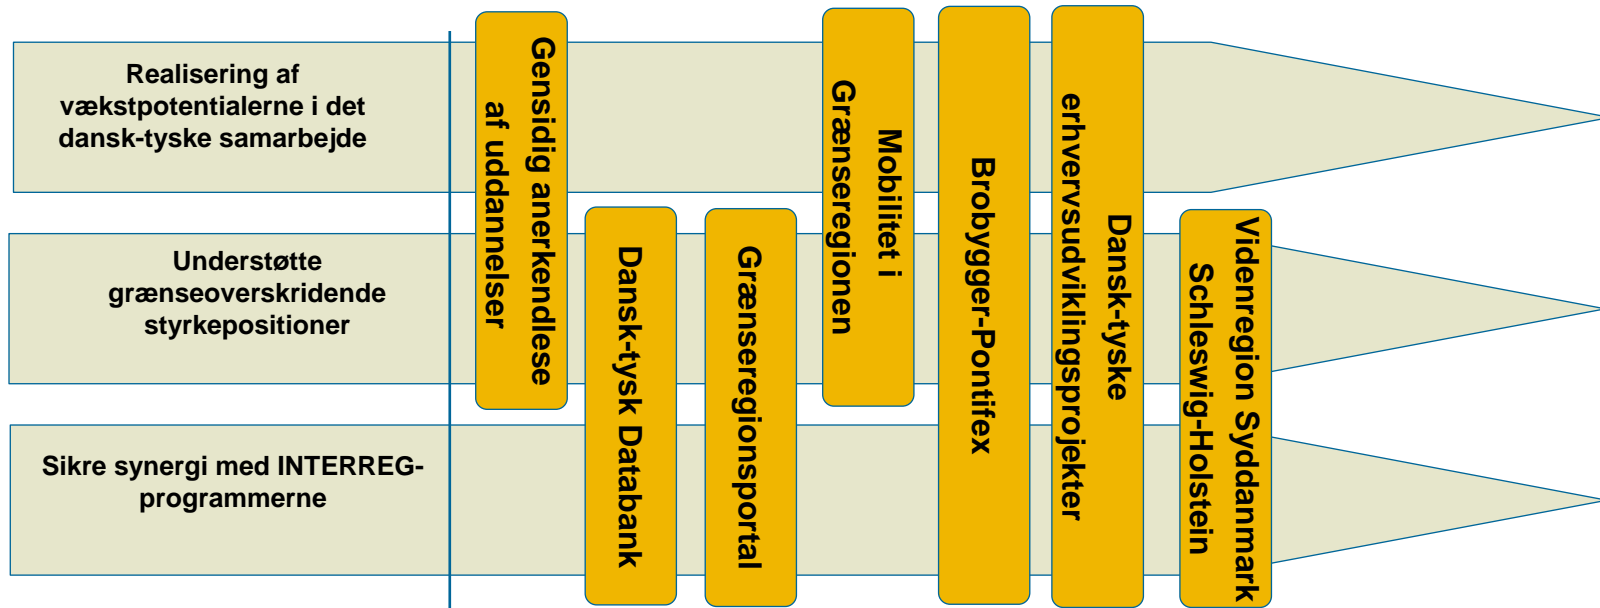 Realisering af
vækstpotentialerne i det
dansk-tyske samarbejde
Understøtte
grænseoverskridende
styrkepositioner
Sikre synergi med INTERREG-
programmerne
Gensidig anerkendlese
af uddannelser
Dansk-tysk Databank
Grænseregionsportal
Mobilitet i
Grænseregionen
Brobygger-Pontifex
Dansk-tyske
erhvervsudviklingsprojekter
Videnregion Syddanmark
Schleswig-Holstein